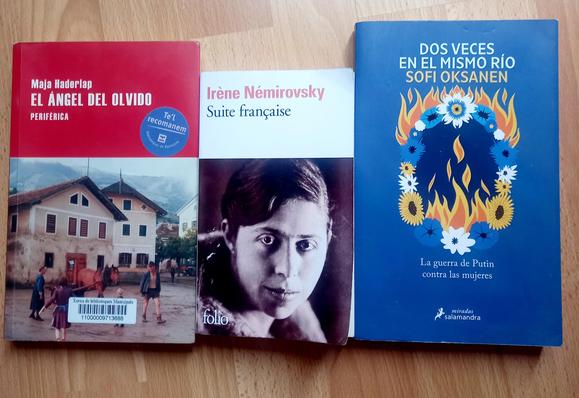 Maja Haderlap
EL ÁNGEL DEL OLVIDO
PERIFÉRICA
Te'l
recomanem
Xarxa de Biblioteques Municipals
11000009713688
Irène Némirovsky
Suite française
folio
DOS VECES
EN EL MISMO RÍO
SOFI OKSANEN
La guerra de Putin
contra las mujeres
miradas
salamandra